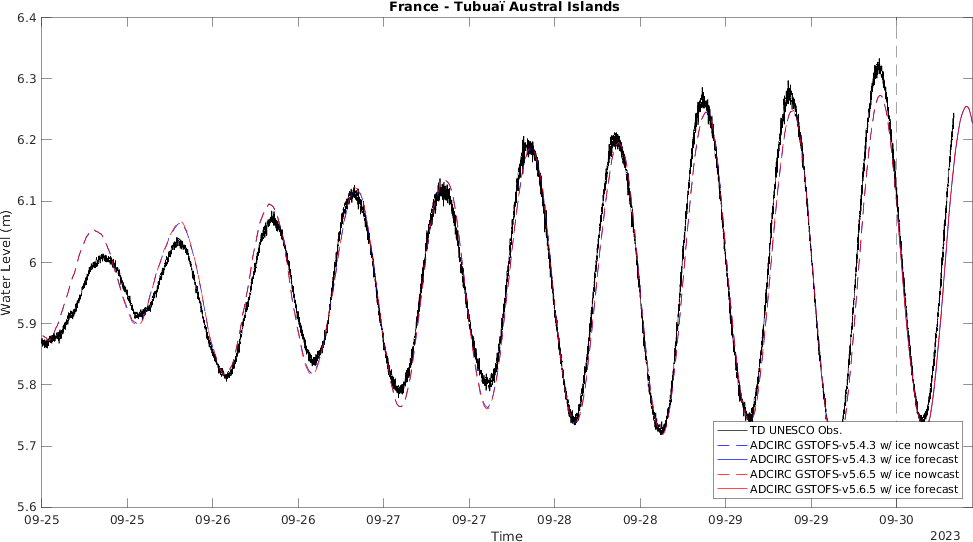 France - Tubuaï Austral Islands
6.4
6.3
6.2
6.1
6
5.9
5.8
5.7
5.6
Water Level (m)
TD UNESCO Obs.
ADCIRC GSTOFS-v5.4.3 w/ ice nowcast
ADCIRC GSTOFS-v5.4.3 w/ ice forecast
ADCIRC GSTOFS-v5.6.5 w/ ice nowcast
ADCIRC GSTOFS-v5.6.5 w/ ice forecast
09-25 09-25 09-26 09-26 09-27 09-27 09-28 09-28 09-29 09-29 09-30
Time
2023